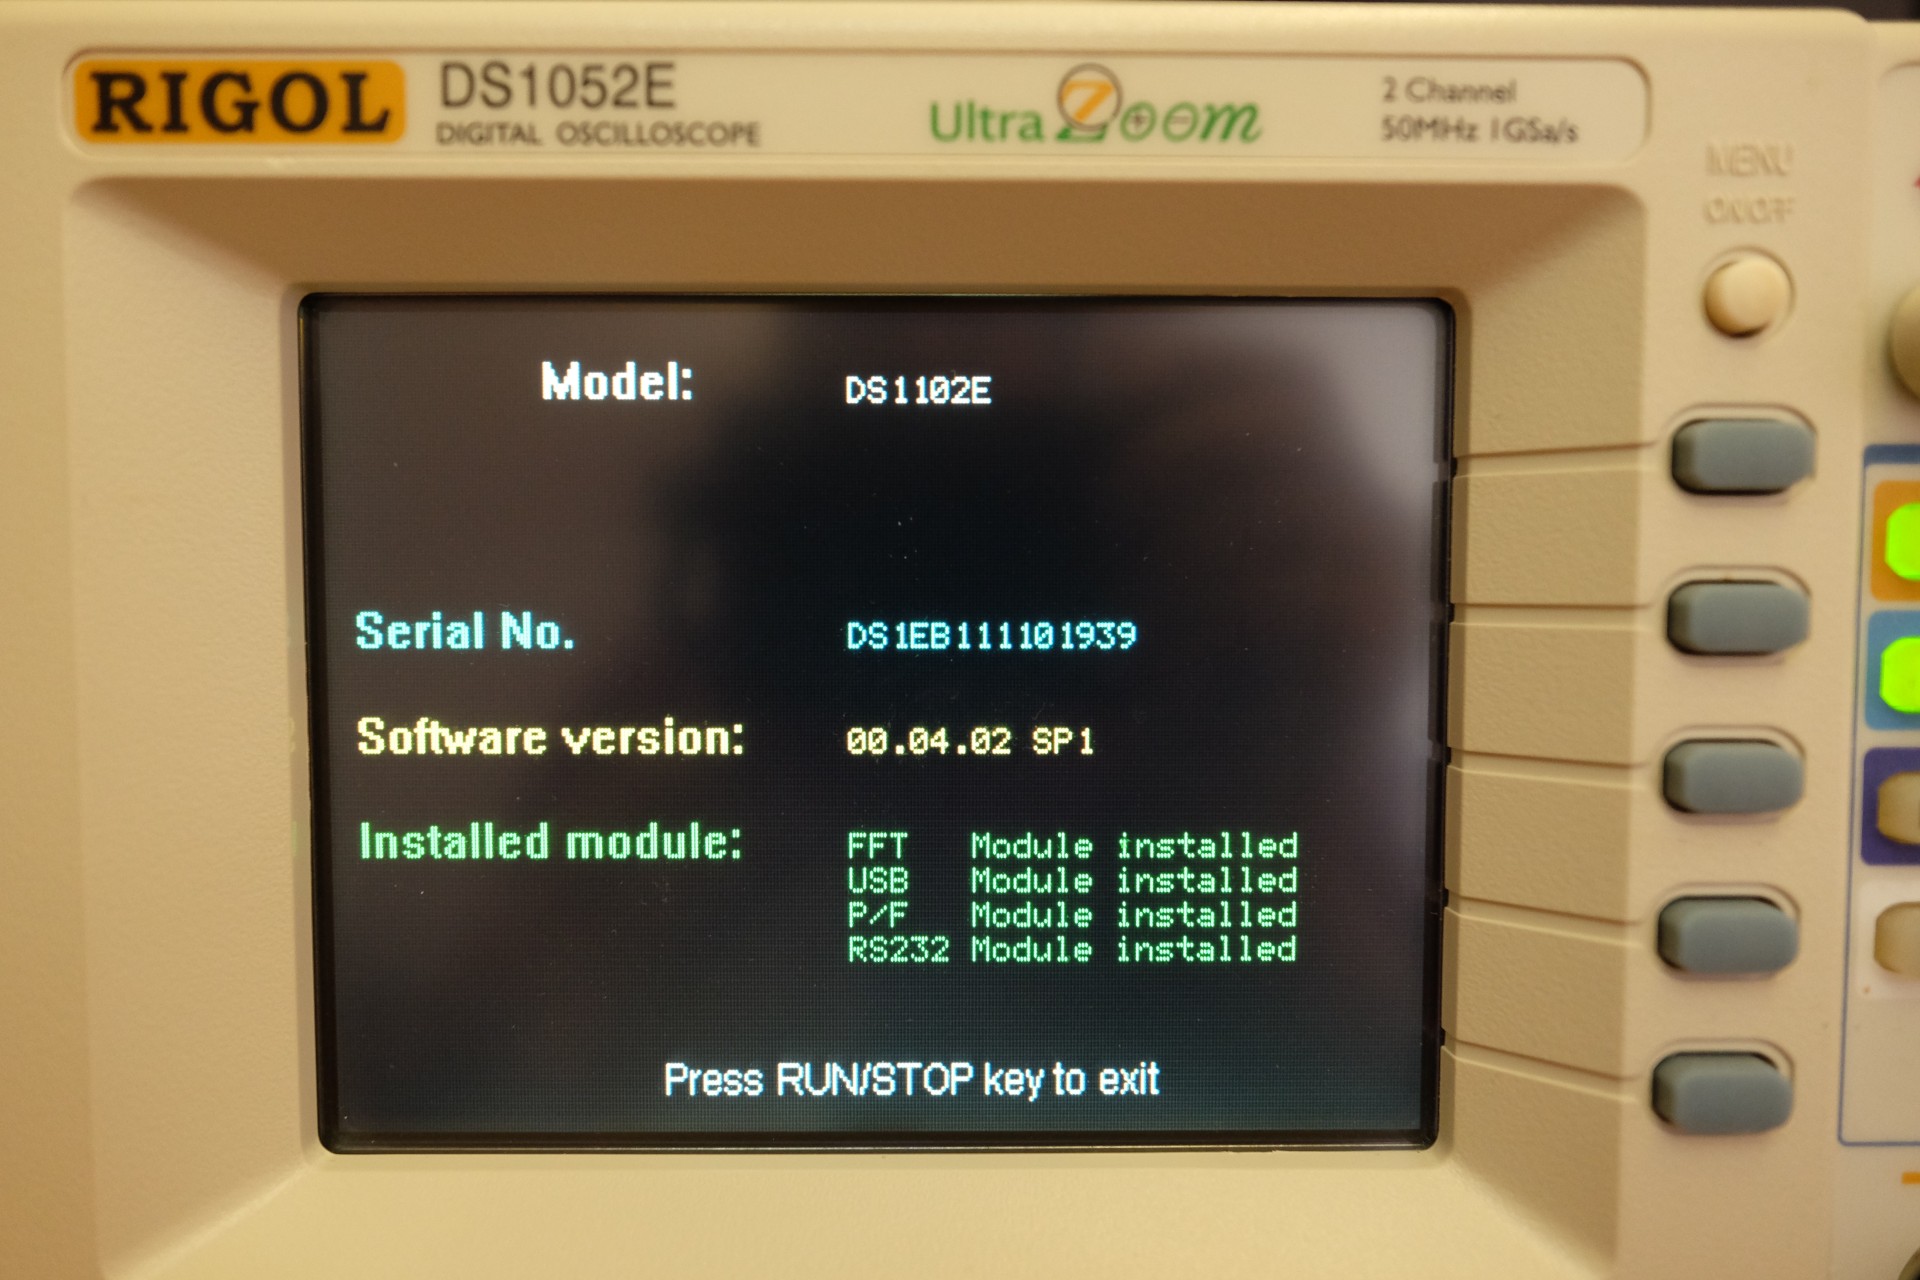 RIGOL DS1052E
DIGITAL OSCILLOSCOPE
Ultra Zoom
2 Channel
50MHz 1GSa/s
MENU
ON/OFF
Model: DS1102E
Serial No. DS1EB111101939
Software version: 00.04.02 SP1
Installed module: FFT Module installed
USB Module installed
P/F Module installed
RS232 Module installed
Press RUN/STOP key to exit